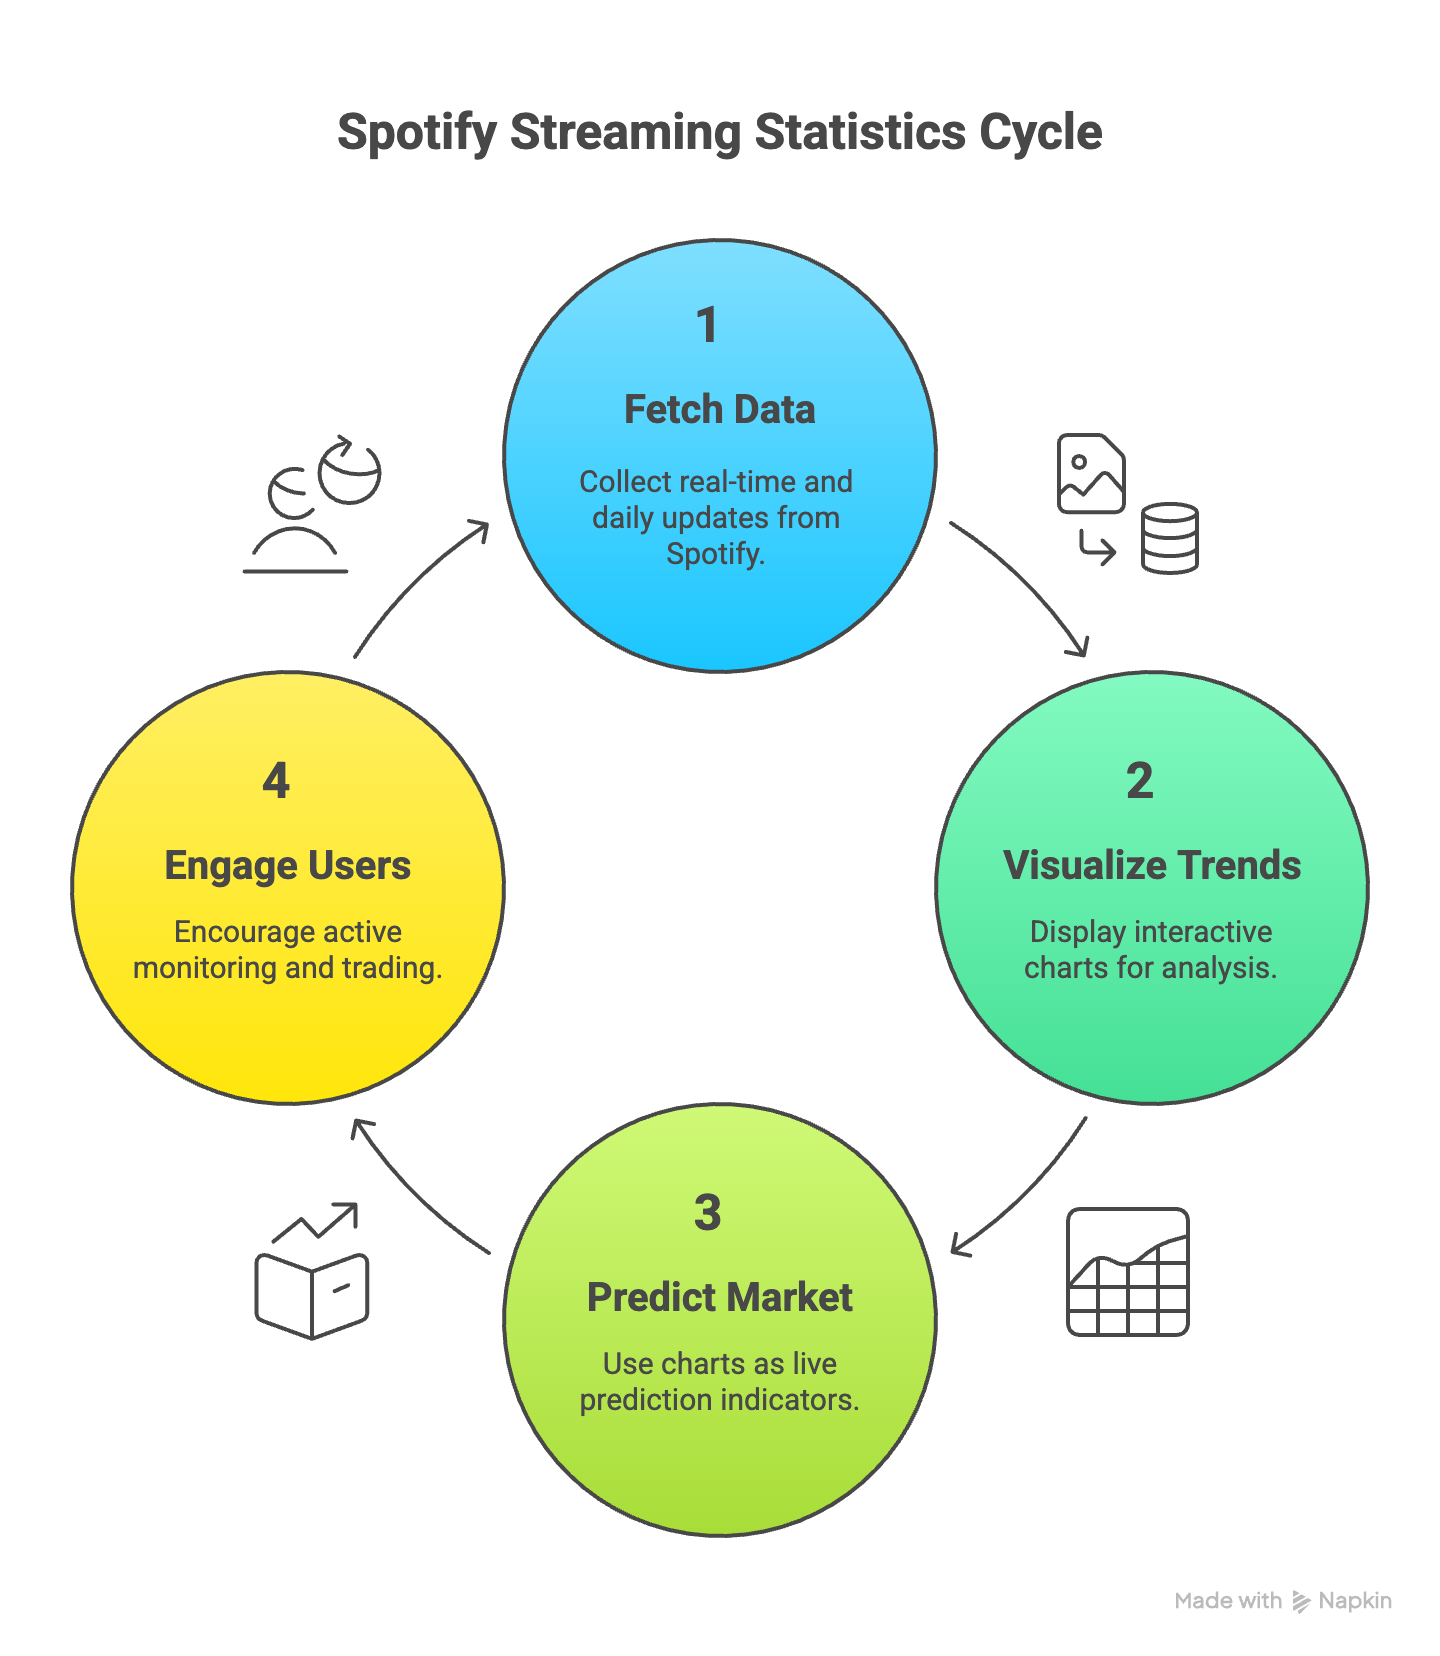 Spotify Streaming Statistics Cycle
1
Fetch Data
Collect real-time and
daily updates from
Spotify.
2
Visualize Trends
Display interactive
charts for analysis.
3
Predict Market
Use charts as live
prediction indicators.
4
Engage Users
Encourage active
monitoring and trading.
Made with Napkin